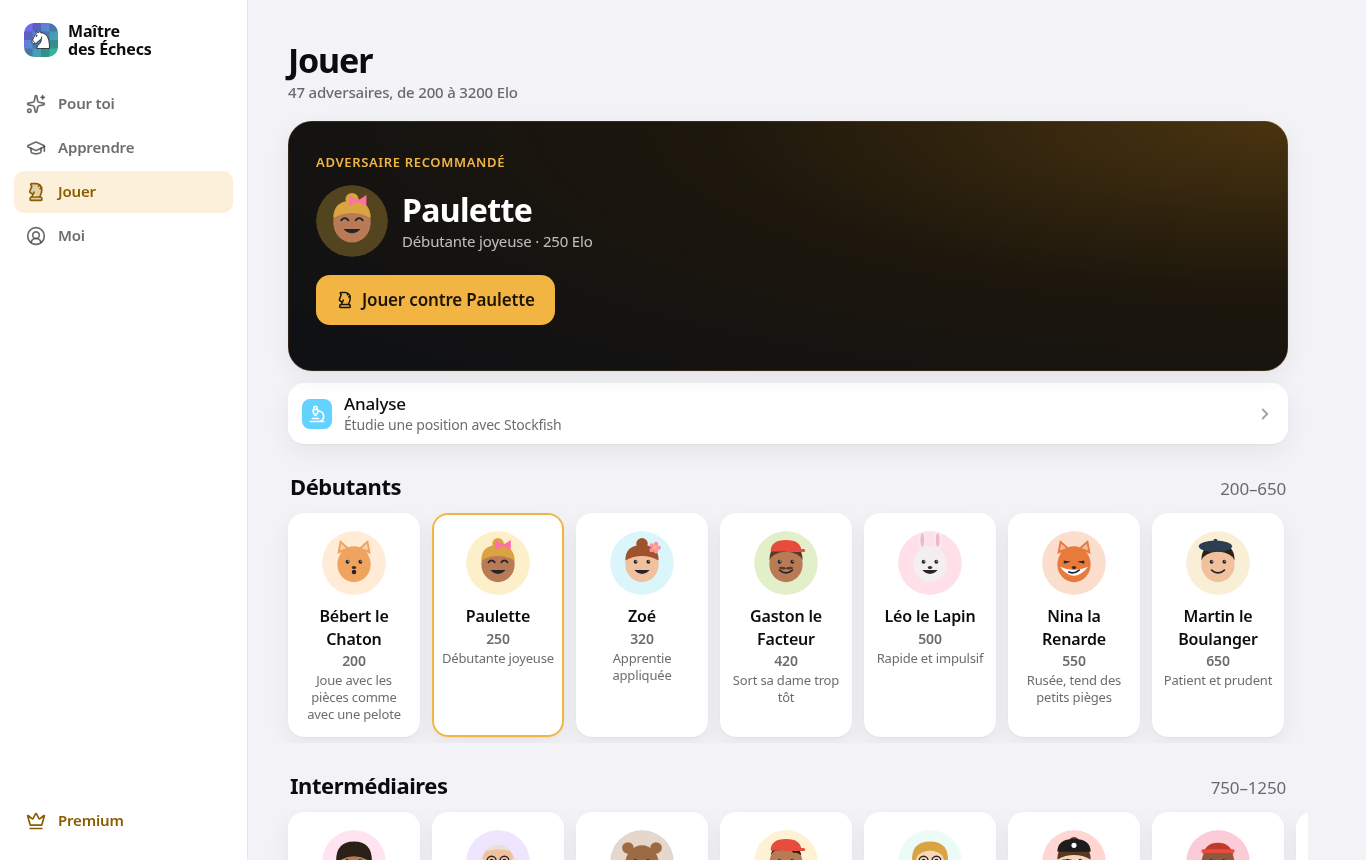 Maître
des Échecs
Pour toi
Apprendre
Jouer
Moi
Premium
Jouer
47 adversaires, de 200 à 3200 Elo
ADVERSAIRE RECOMMANDÉ
Paulette
Débutante joyeuse · 250 Elo
Jouer contre Paulette
Analyse
Étudie une position avec Stockfish
Débutants
200–650
Bébert le
Chaton
200
Joue avec les
pièces comme
avec une pelote
Paulette
250
Débutante joyeuse
Zoé
320
Apprentie
appliquée
Gaston le
Facteur
420
Sort sa dame trop
tôt
Léo le Lapin
500
Rapide et impulsif
Nina la
Renarde
550
Rusée, tend des
petits pièges
Martin le
Boulanger
650
Patient et prudent
Intermédiaires
750–1250